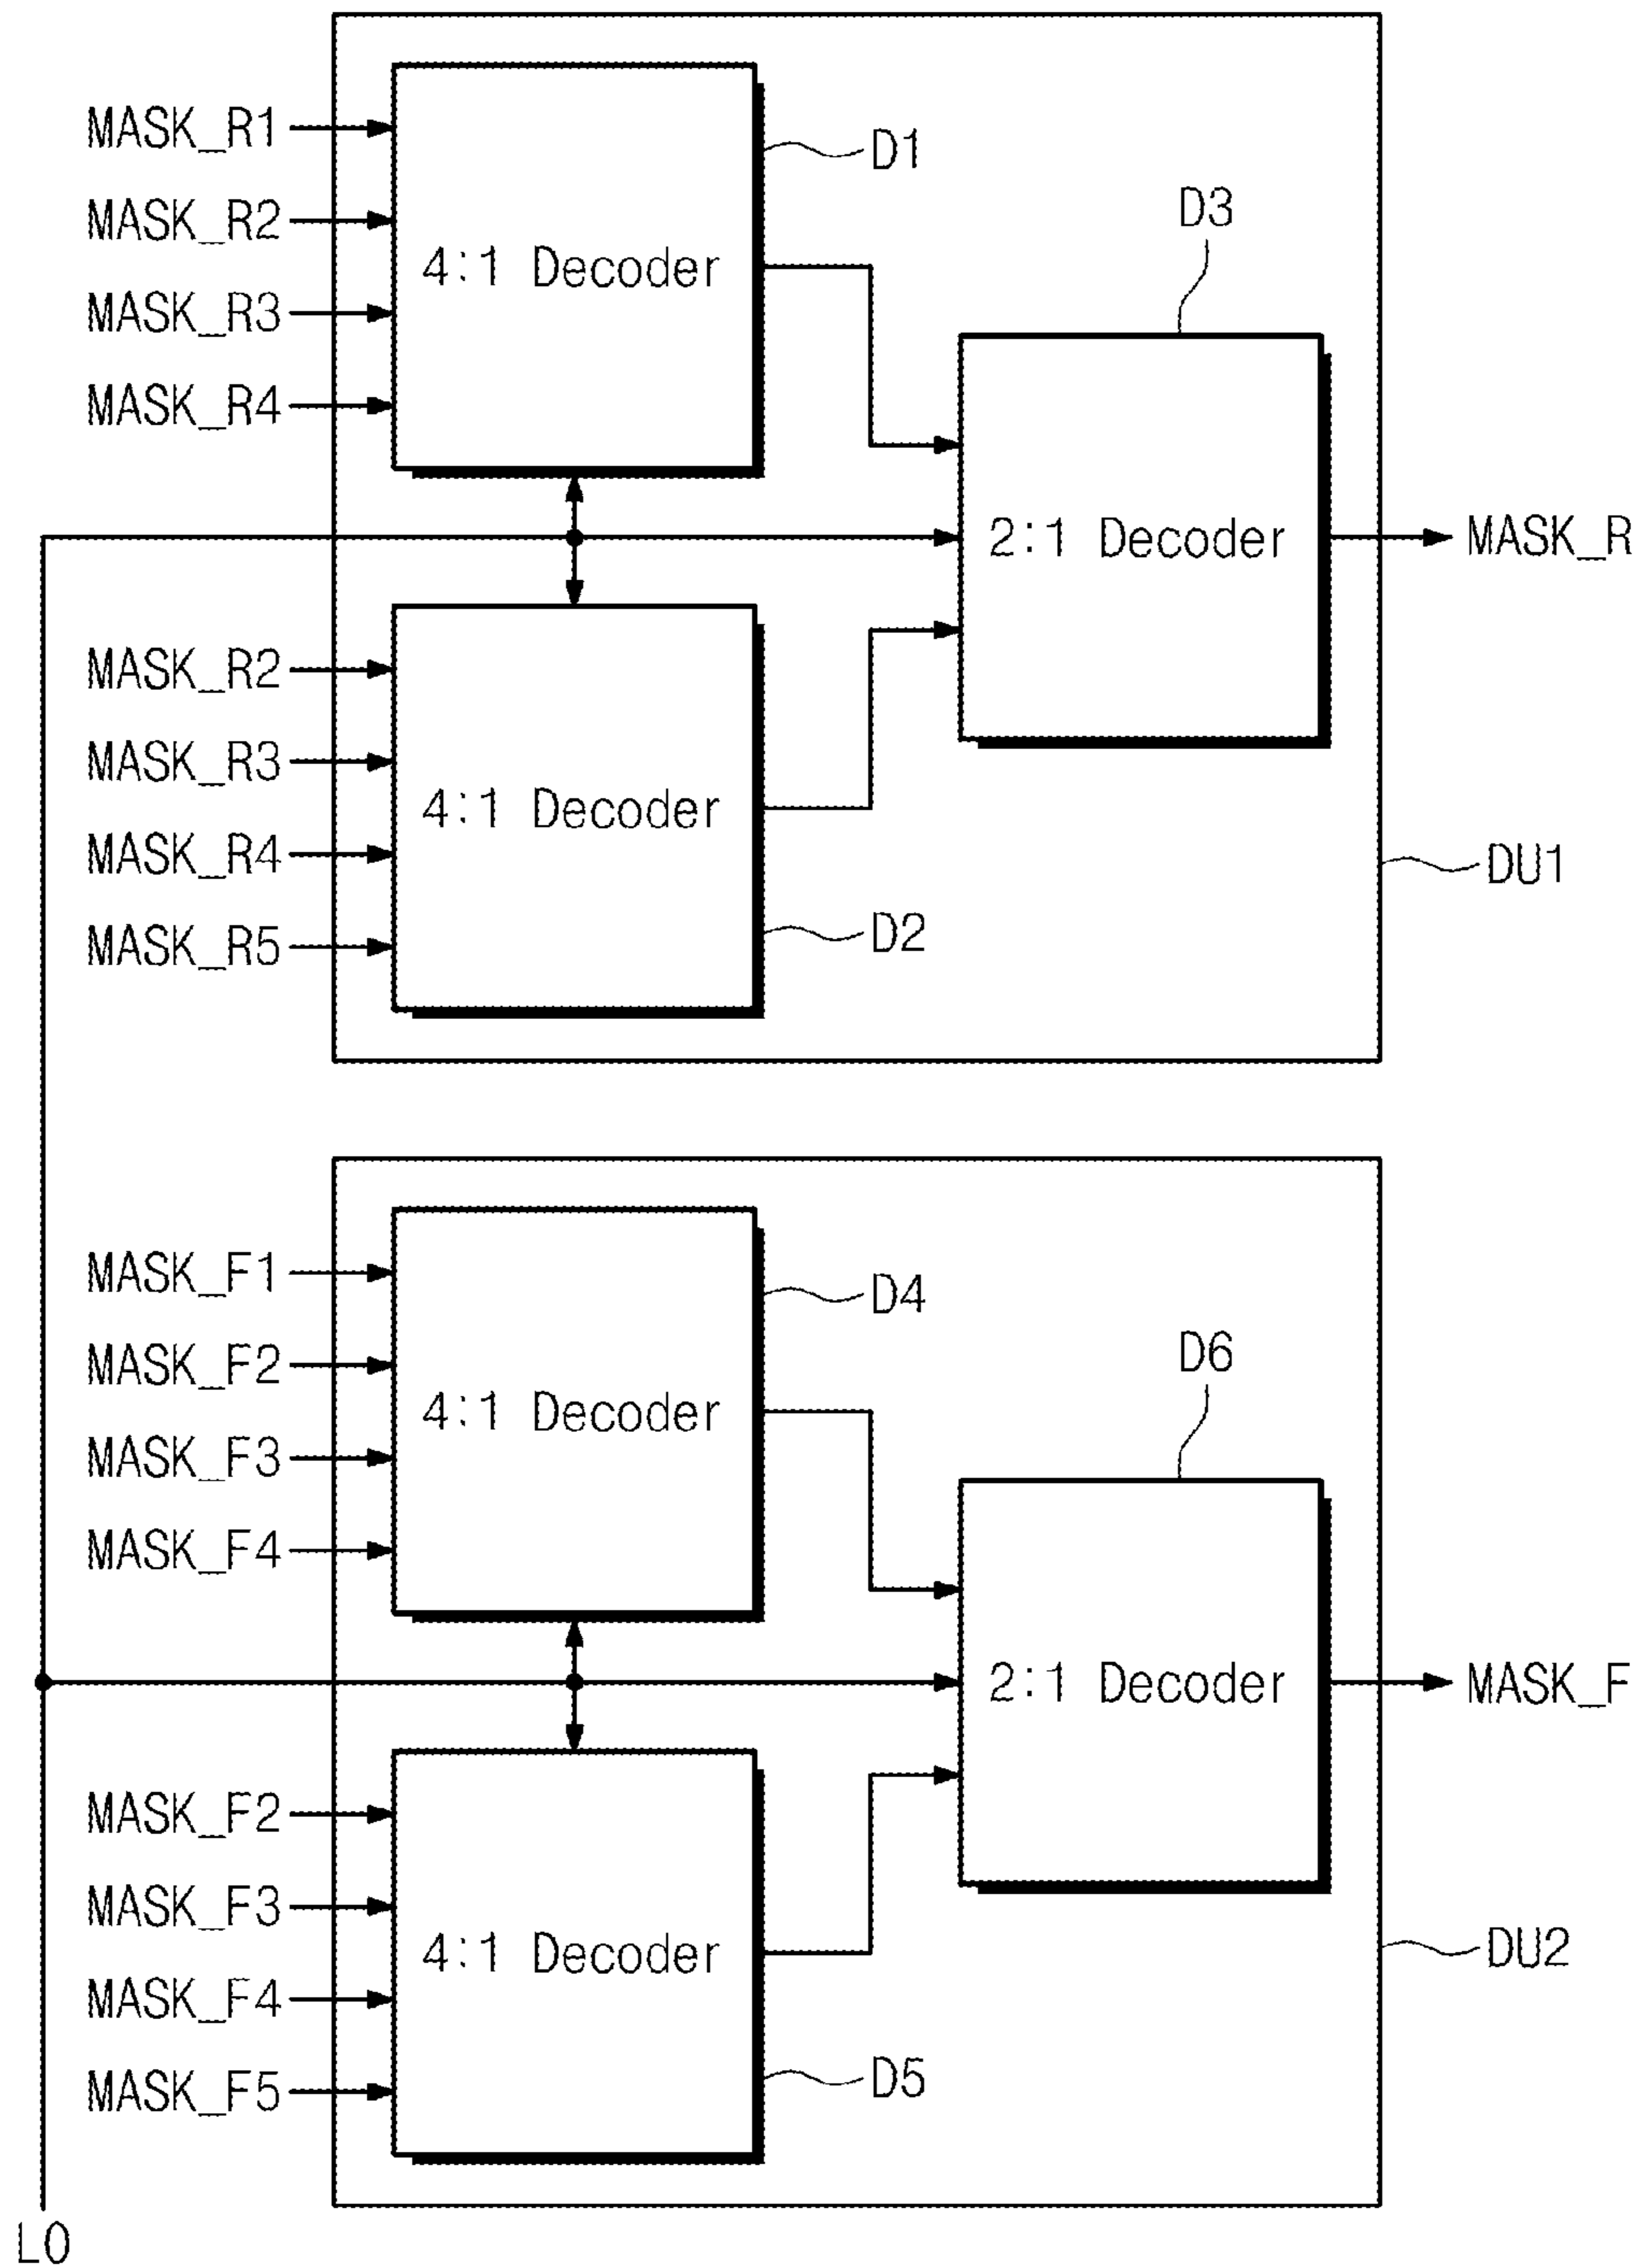 MASK_R1
MASK_R2
MASK_R3
MASK_R4
4:1 Decoder
D1
D3
2:1 Decoder
MASK_R
MASK_R2
MASK_R3
MASK_R4
MASK_R5
4:1 Decoder
D2
DU1
MASK_F1
MASK_F2
MASK_F3
MASK_F4
4:1 Decoder
D4
D6
2:1 Decoder
MASK_F
MASK_F2
MASK_F3
MASK_F4
MASK_F5
4:1 Decoder
D5
DU2
LO